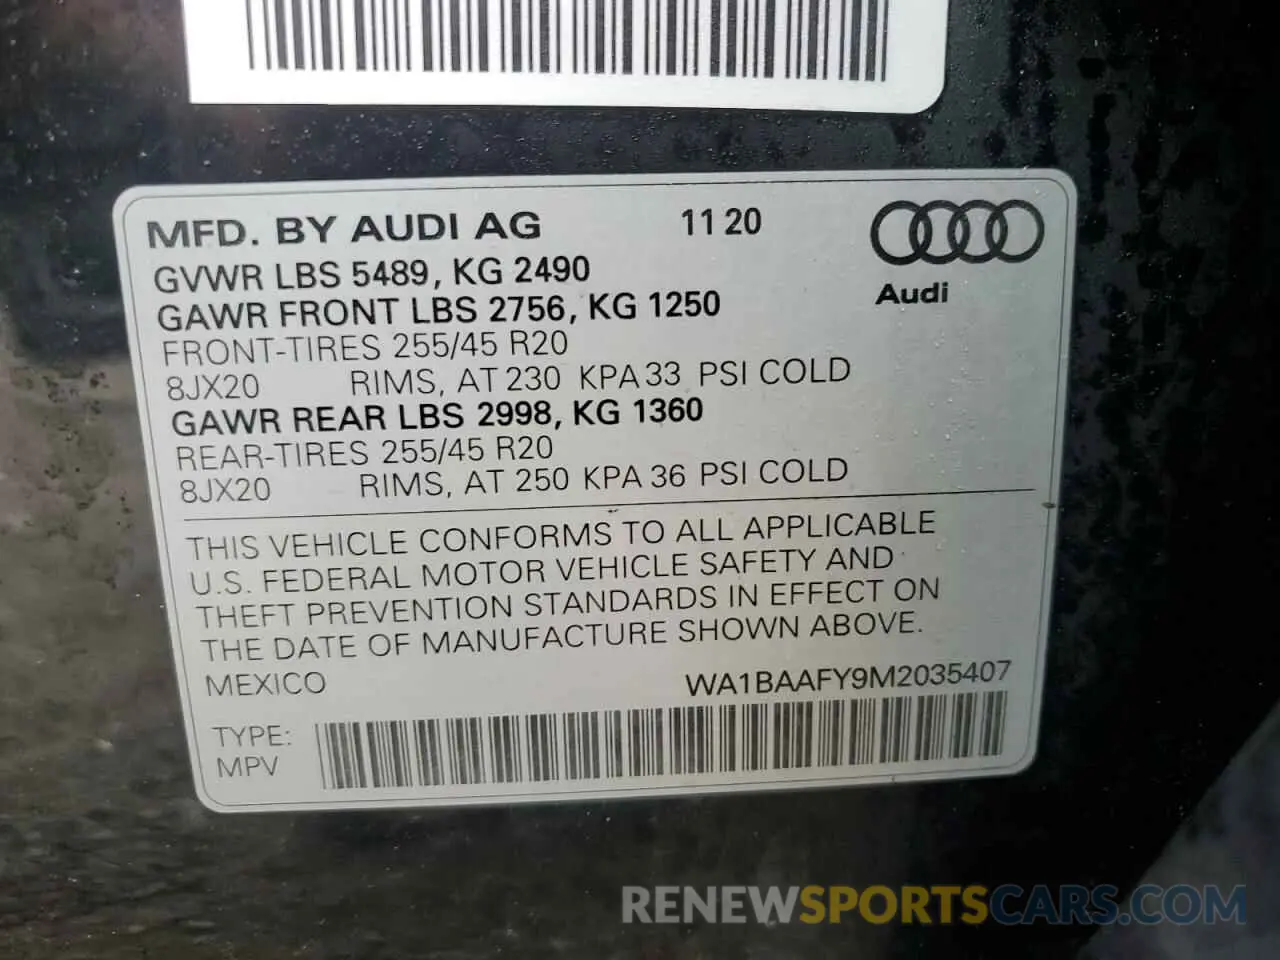 MFD. BY AUDI AG 11 20
GVWR LBS 5489, KG 2490
GAWR FRONT LBS 2756, KG 1250
Audi
FRONT-TIRES 255/45 R20
8JX20 RIMS, AT 230 KPA 33 PSI COLD
GAWR REAR LBS 2998, KG 1360
REAR-TIRES 255/45 R20
8JX20 RIMS, AT 250 KPA 36 PSI COLD
THIS VEHICLE CONFORMS TO ALL APPLICABLE
U.S. FEDERAL MOTOR VEHICLE SAFETY AND
THEFT PREVENTION STANDARDS IN EFFECT ON
THE DATE OF MANUFACTURE SHOWN ABOVE.
MEXICO WA1BAAFY9M2035407
TYPE:
MPV
RENEWSPORTSCARS.COM